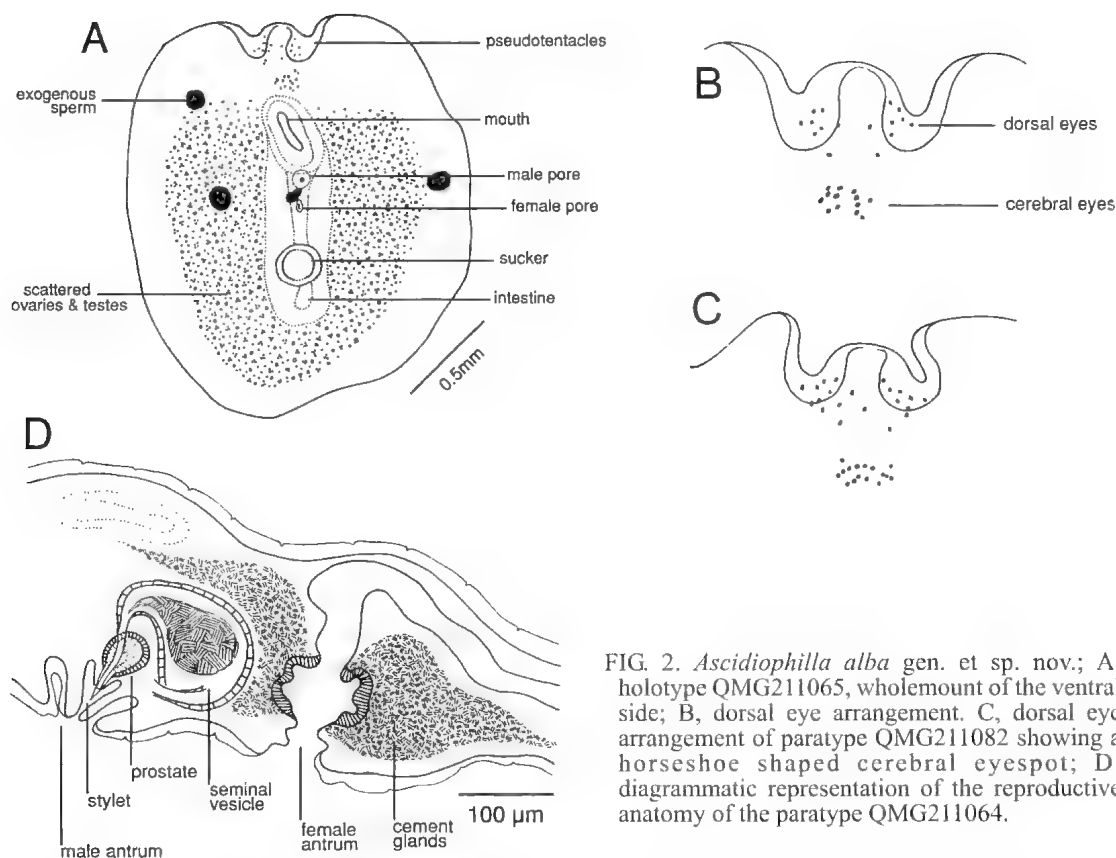 A
pseudotentacles
exogenous
sperm
mouth
male pore
female pore
sucker
scattered
ovaries & testes
intestine
0.5mm
B
dorsal eyes
cerebral eyes
C
D
prostate
stylet
seminal
vesicle
male antrum
female
antrum
cement
glands
100 µm
FIG. 2. Ascidiophilla alba gen. et sp. nov.; A
holotype QMG211065, wholemount of the ventral
side; B, dorsal eye arrangement. C, dorsal eye
arrangement of paratype QMG211082 showing a
horseshoe shaped cerebral eyespot; D
diagrammatic representation of the reproductive
anatomy of the paratype QMG211064.